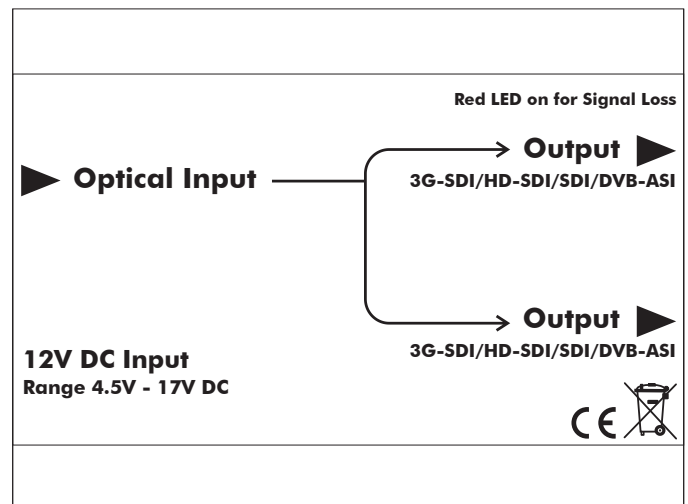 Red LED on for Signal Loss
Output
Optical Input
3G-SDI/HD-SDI/SDI/DVB-ASI
Output
3G-SDI/HD-SDI/SDI/DVB-ASI
12V DC Input
Range 4.5V - 17V DC
CE